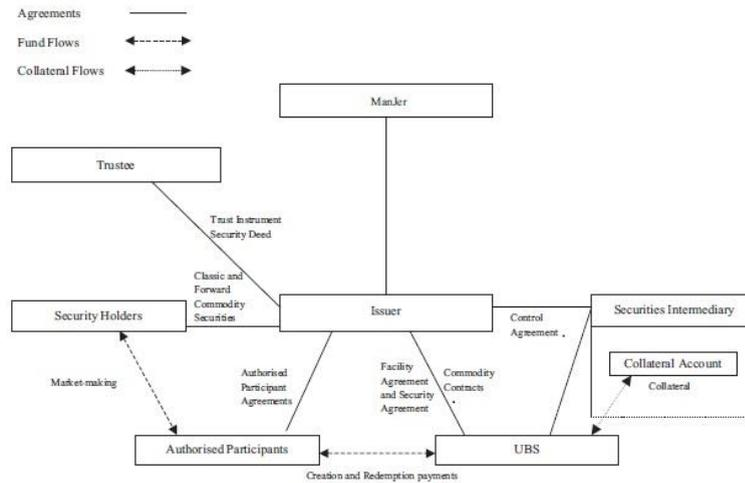 Agreements
Fund Flows
Collateral Flows
ManJer
Trustee
Trust Instrument
Security Deed
Classic and
Forward
Commodity
Securities
Security Holders
Issuer
Securities Intermediary
Control
Agreement
Collateral Account
Collateral
Market-making
Authorised
Participant
Agreements
Facility
Agreement
and Security
Agreement
Commodity
Contracts
Authorised Participants
UBS
Creation and Redemption payments